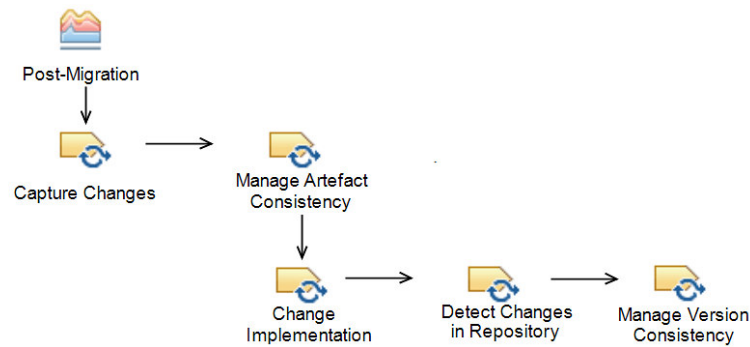 Post-Migration
Capture Changes
Manage Artefact
Consistency
Change
Implementation
Detect Changes
in Repository
Manage Version
Consistency